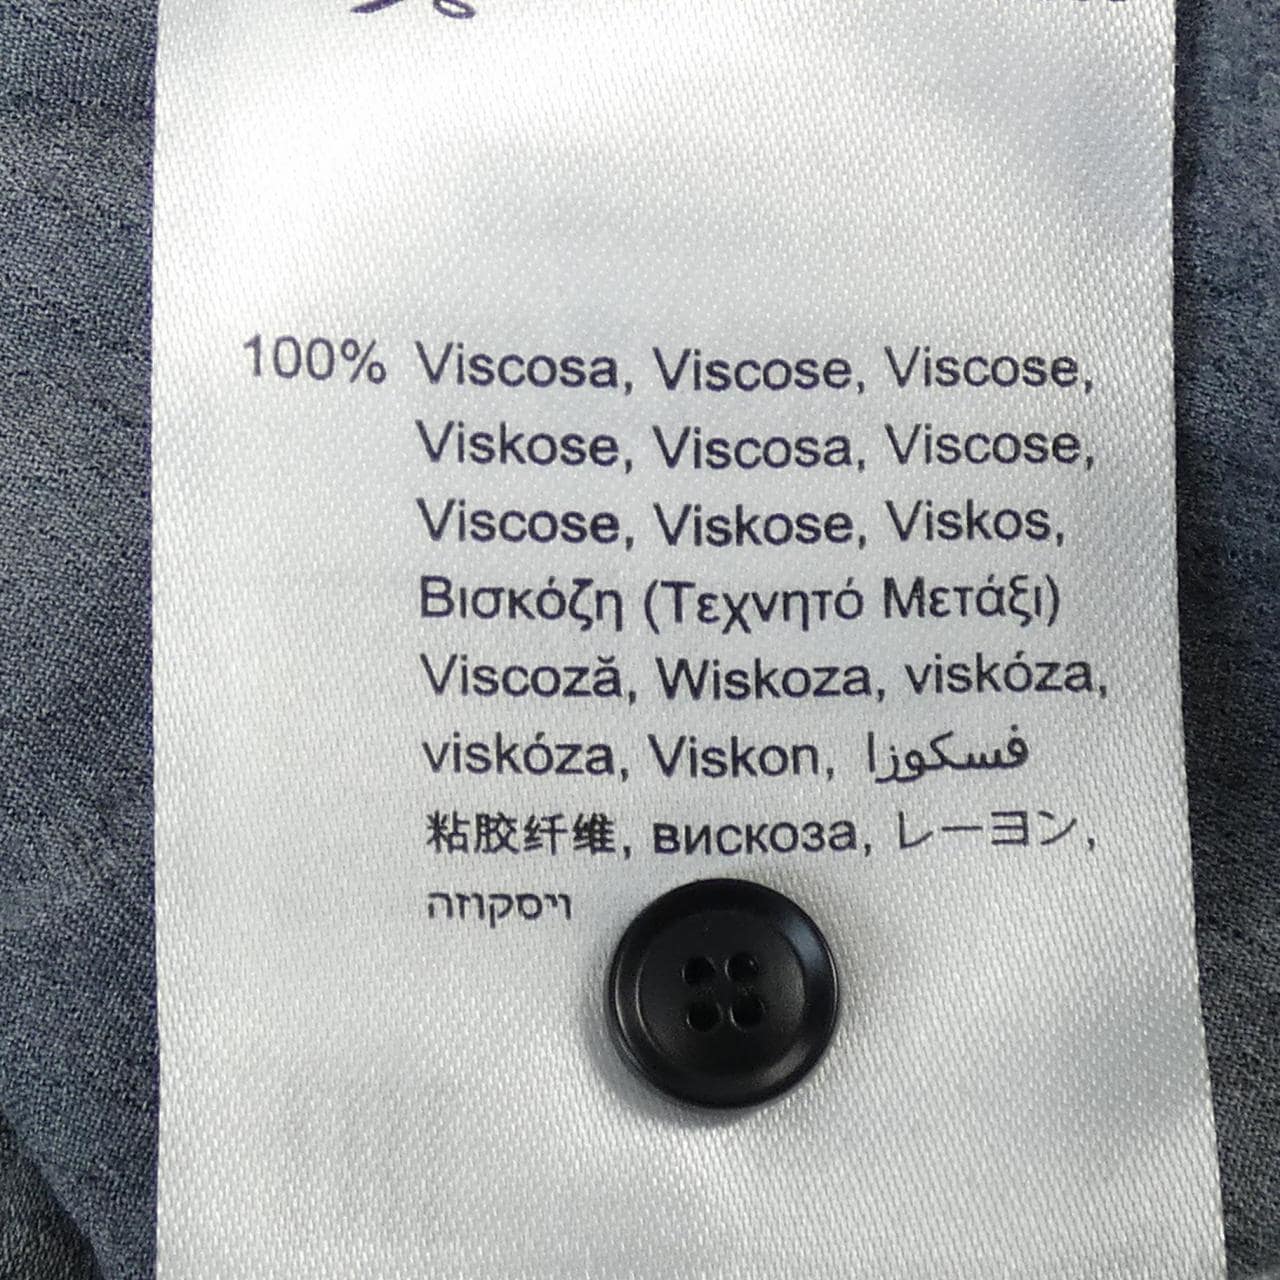 100% Viscosa, Viscose, Viscose,
Viskose, Viscosa, Viscose,
Viscose, Viskose, Viskos,
Βισκόζη (Τεχνητό Μετάξι)
Viscoză, Wiskoza, viskóza,
viskóza, Viskon, فسكوزا
粘胶纤维, вискоза, レーヨン,
ויסקוזה